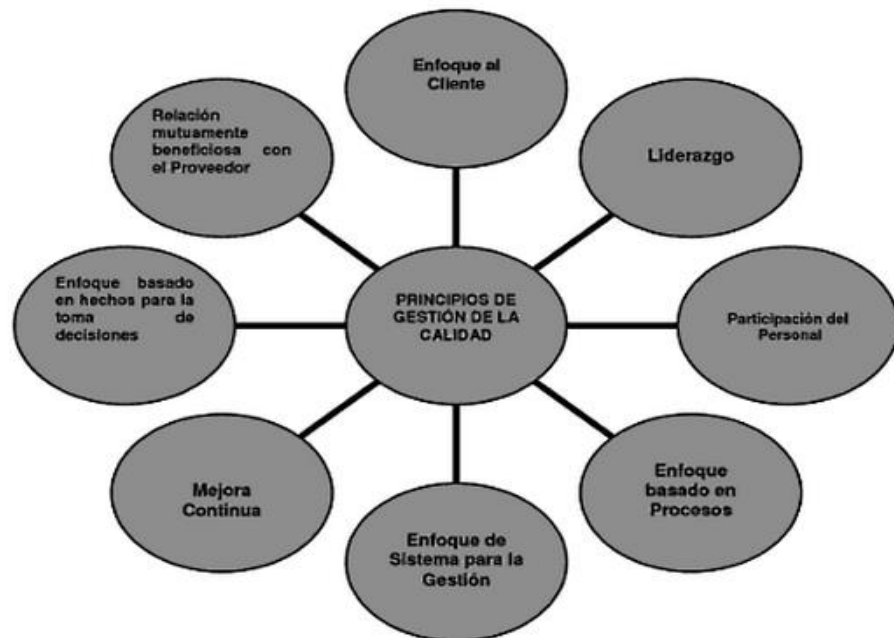 Enfoque al
Cliente
Liderazgo
Participación del
Personal
Enfoque
basado en
Procesos
Enfoque de
Sistema para la
Gestión
Mejora
Continua
Enfoque basado
en hechos para la
toma de
decisiones
Relación
mutuamente
beneficiosa con
el Proveedor
PRINCIPIOS DE
GESTIÓN DE LA
CALIDAD